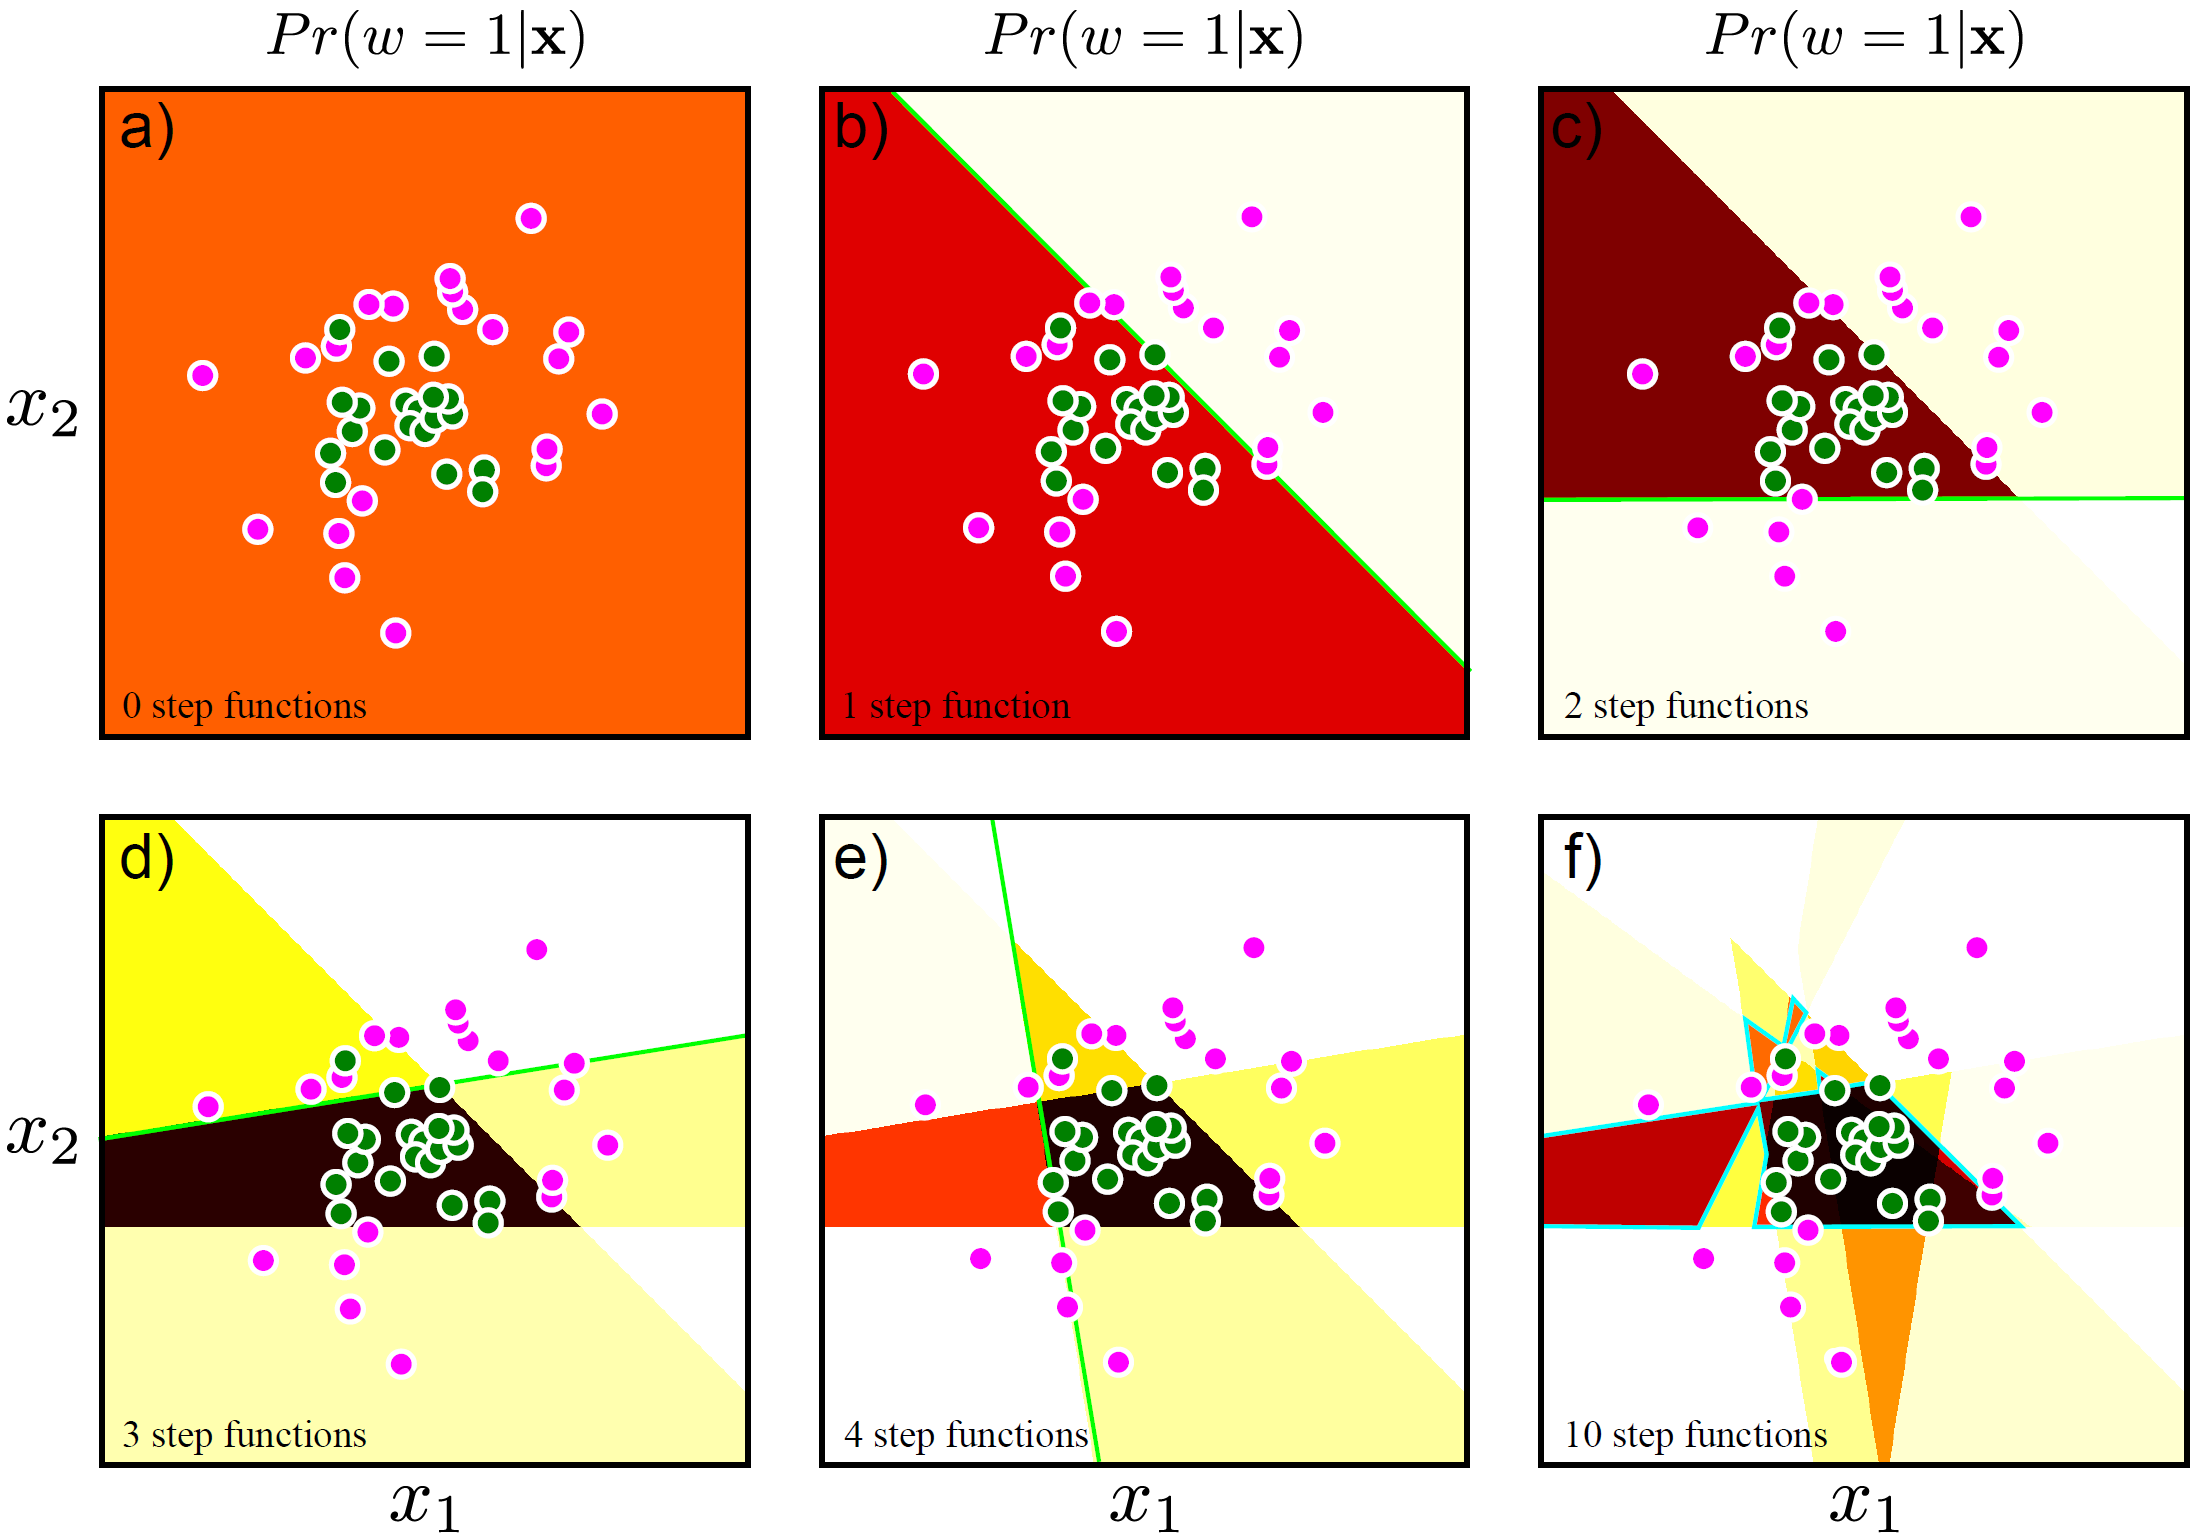 Pr(w = 1|x)
Pr(w = 1|x)
Pr(w = 1|x)
a)
b)
c)
x₂
0 step functions
1 step function
2 step functions
d)
e)
f)
x₂
3 step functions
4 step functions
10 step functions
x₁
x₁
x₁